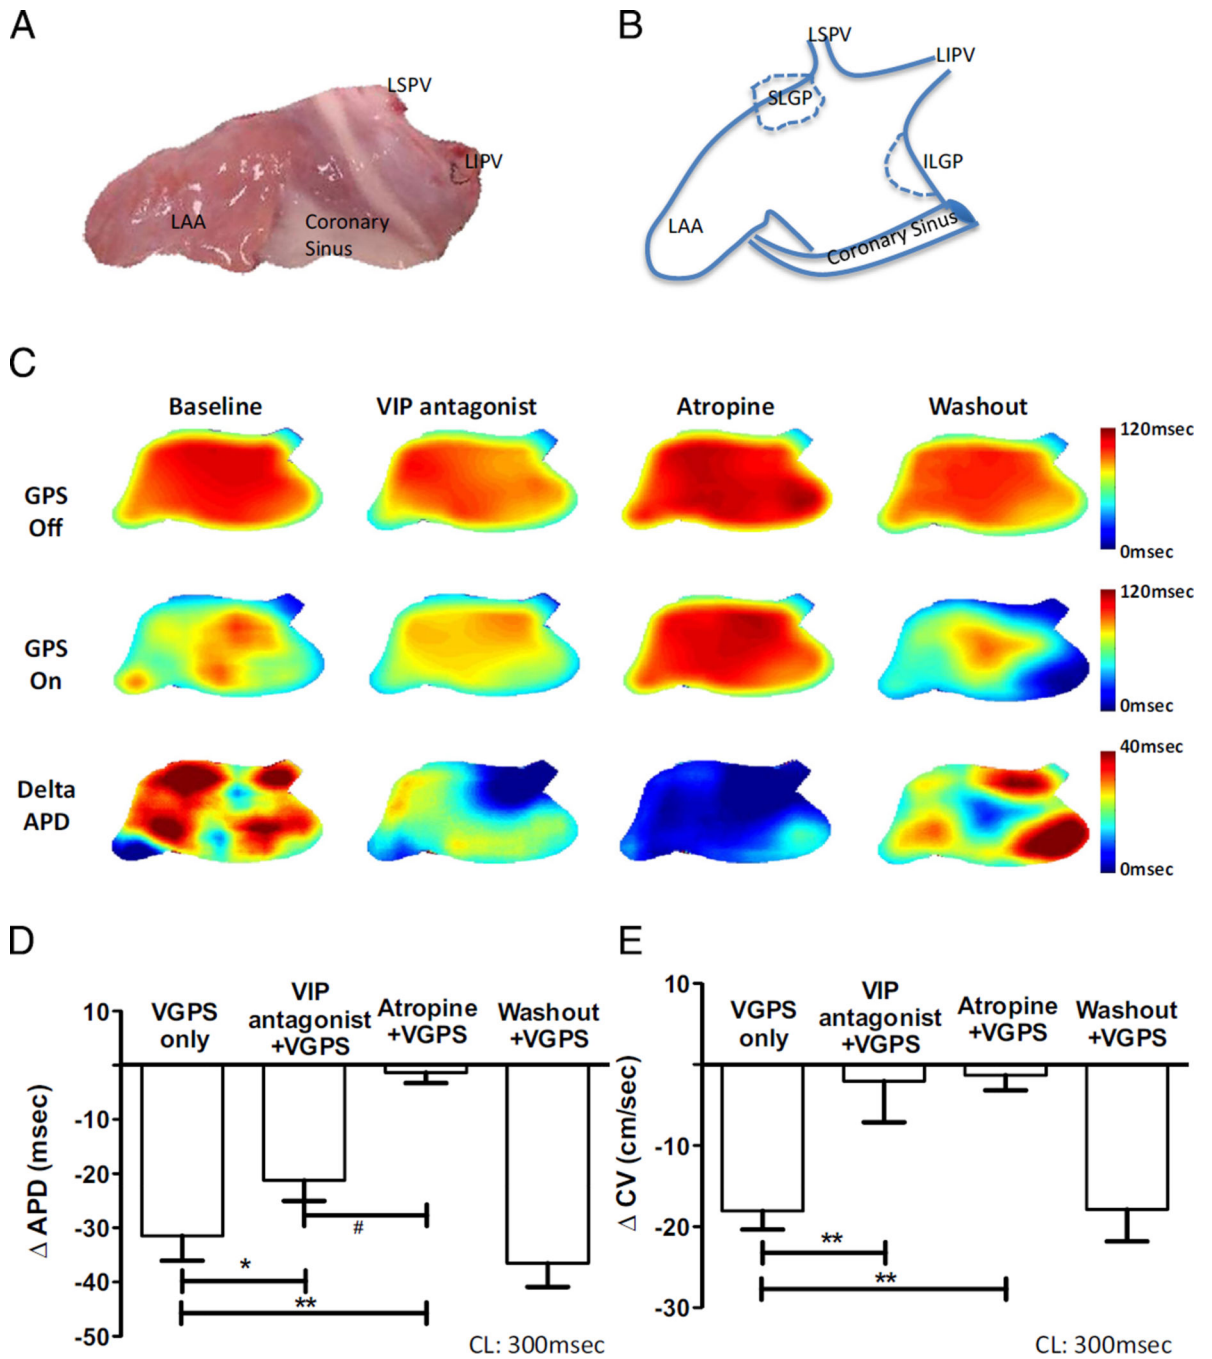 A
LSPV
LIPV
LAA
Coronary
Sinus
B
LSPV
LIPV
SLGP
ILGP
LAA
Coronary Sinus
C
Baseline
VIP antagonist
Atropine
Washout
GPS
Off
120msec
0msec
GPS
On
120msec
0msec
Delta
APD
40msec
0msec
D
VGPS
only
VIP
antagonist
+VGPS
Atropine
+VGPS
Washout
+VGPS
Δ APD (msec)
10
-10
-20
-30
-40
-50
#
*
**
CL: 300msec
E
VGPS
only
VIP
antagonist
+VGPS
Atropine
+VGPS
Washout
+VGPS
Δ CV (cm/sec)
10
-10
-20
-30
**
**
CL: 300msec